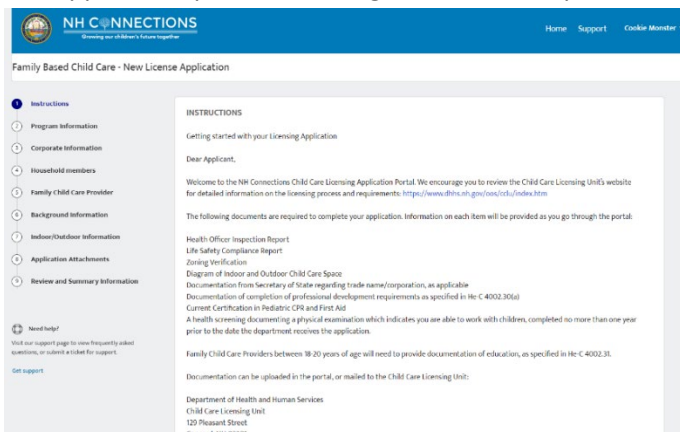 NH CONNECTIONS
Growing our children's future together
Home Support Cookie Monster
Family Based Child Care - New License Application
1 Instructions
2 Program Information
3 Corporate Information
4 Household members
5 Family Child Care Provider
6 Background Information
7 Indoor/Outdoor Information
8 Application Attachments
9 Review and Summary Information
Need help?
Visit our support page to view frequently asked
questions, or submit a ticket for support.
Get support
INSTRUCTIONS
Getting started with your Licensing Application
Dear Applicant,
Welcome to the NH Connections Child Care Licensing Application Portal. We encourage you to review the Child Care Licensing Unit's website
for detailed information on the licensing process and requirements: https://www.dhhs.nh.gov/oos/cclu/index.htm
The following documents are required to complete your application. Information on each item will be provided as you go through the portal:
Health Officer Inspection Report
Life Safety Compliance Report
Zoning Verification
Diagram of Indoor and Outdoor Child Care Space
Documentation from Secretary of State regarding trade name/corporation, as applicable
Documentation of completion of professional development requirements as specified in He-C 4002.30(a)
Current Certification in Pediatric CPR and First Aid
A health screening documenting a physical examination which indicates you are able to work with children, completed no more than one year
prior to the date the department receives the application.
Family Child Care Providers between 18-20 years of age will need to provide documentation of education, as specified in He-C 4002.31.
Documentation can be uploaded in the portal, or mailed to the Child Care Licensing Unit:
Department of Health and Human Services
Child Care Licensing Unit
129 Pleasant Street